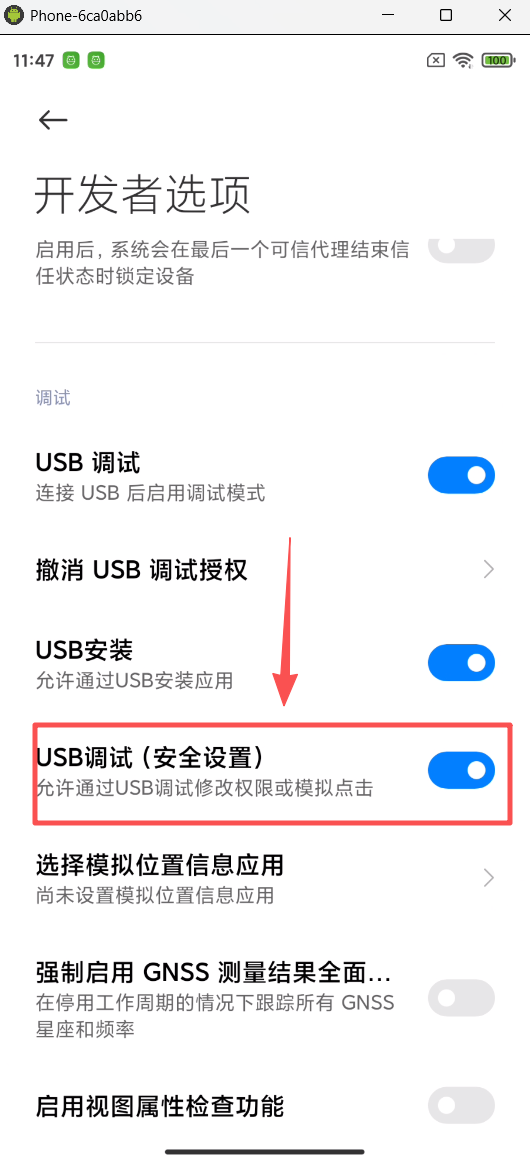 Phone-6ca0abb6
11:47
100
开发者选项
启用后，系统会在最后一个可信代理结束信
任状态时锁定设备
调试
USB 调试
连接 USB 后启用调试模式
撤消 USB 调试授权
USB安装
允许通过USB安装应用
USB调试（安全设置）
允许通过USB调试修改权限或模拟点击
选择模拟位置信息应用
尚未设置模拟位置信息应用
强制启用 GNSS 测量结果全面...
在停用工作周期的情况下跟踪所有 GNSS
星座和频率
启用视图属性检查功能